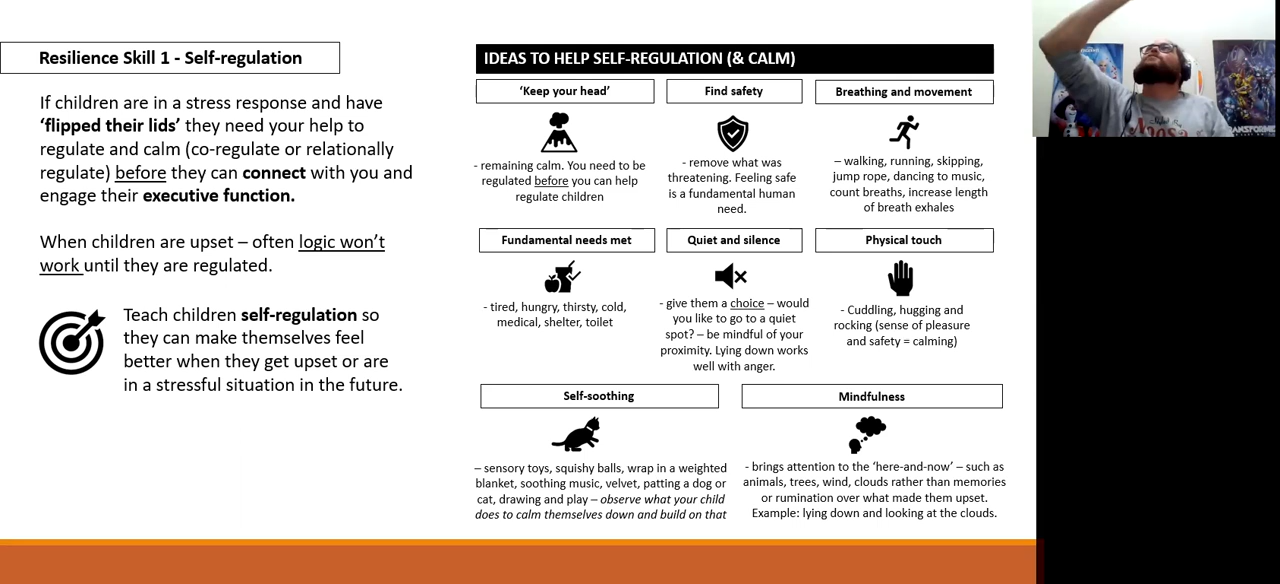 Resilience Skill 1 - Self-regulation
If children are in a stress response and have
‘flipped their lids’ they need your help to
regulate and calm (co-regulate or relationally
regulate) before they can connect with you and
engage their executive function.
When children are upset – often logic won’t
work until they are regulated.
Teach children self-regulation so
they can make themselves feel
better when they get upset or are
in a stressful situation in the future.
IDEAS TO HELP SELF-REGULATION (& CALM)
‘Keep your head’
- remaining calm. You need to be
regulated before you can help
regulate children
Find safety
- remove what was
threatening. Feeling safe
is a fundamental human
need.
Breathing and movement
– walking, running, skipping,
jump rope, dancing to music,
count breaths, increase length
of breath exhales
Fundamental needs met
- tired, hungry, thirsty, cold,
medical, shelter, toilet
Quiet and silence
- give them a choice – would
you like to go to a quiet
spot? – be mindful of your
proximity. Lying down works
well with anger.
Physical touch
- Cuddling, hugging and
rocking (sense of pleasure
and safety = calming)
Self-soothing
– sensory toys, squishy balls, wrap in a weighted
blanket, soothing music, velvet, patting a dog or
cat, drawing and play – observe what your child
does to calm themselves down and build on that
Mindfulness
- brings attention to the ‘here-and-now’ – such as
animals, trees, wind, clouds rather than memories
or rumination over what made them upset.
Example: lying down and looking at the clouds.